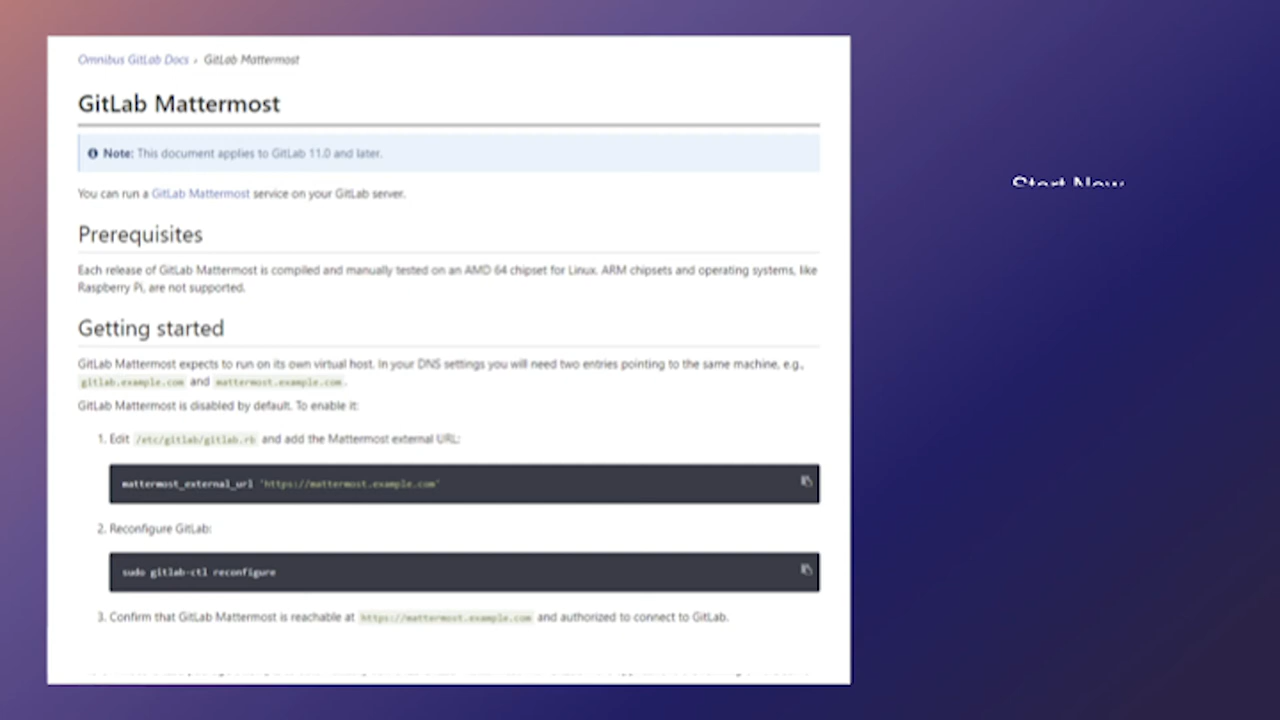 Omnibus GitLab Docs › GitLab Mattermost
GitLab Mattermost
Note: This document applies to GitLab 11.0 and later.
You can run a GitLab Mattermost service on your GitLab server.
Prerequisites
Each release of GitLab Mattermost is compiled and manually tested on an AMD 64 chipset for Linux. ARM chipsets and operating systems, like
Raspberry Pi, are not supported.
Getting started
GitLab Mattermost expects to run on its own virtual host. In your DNS settings you will need two entries pointing to the same machine, e.g.,
gitlab.example.com and mattermost.example.com.
GitLab Mattermost is disabled by default. To enable it:
1. Edit /etc/gitlab/gitlab.rb and add the Mattermost external URL:
mattermost_external_url 'https://mattermost.example.com'
2. Reconfigure GitLab:
sudo gitlab-ctl reconfigure
3. Confirm that GitLab Mattermost is reachable at https://mattermost.example.com and authorized to connect to GitLab.
Start Now